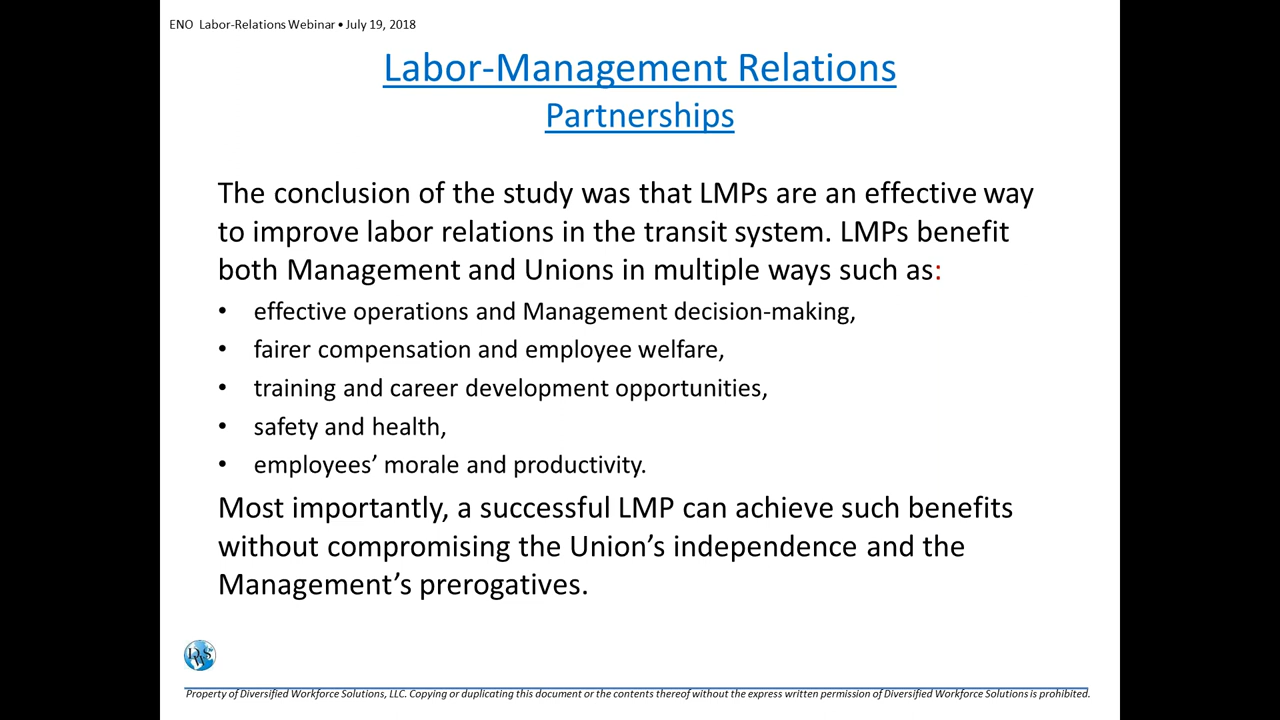 ENO Labor-Relations Webinar • July 19, 2018
Labor-Management Relations
Partnerships
The conclusion of the study was that LMPs are an effective way
to improve labor relations in the transit system. LMPs benefit
both Management and Unions in multiple ways such as:
• effective operations and Management decision-making,
• fairer compensation and employee welfare,
• training and career development opportunities,
• safety and health,
• employees’ morale and productivity.
Most importantly, a successful LMP can achieve such benefits
without compromising the Union’s independence and the
Management’s prerogatives.
DWS
Property of Diversified Workforce Solutions, LLC. Copying or duplicating this document or the contents thereof without the express written permission of Diversified Workforce Solutions is prohibited.